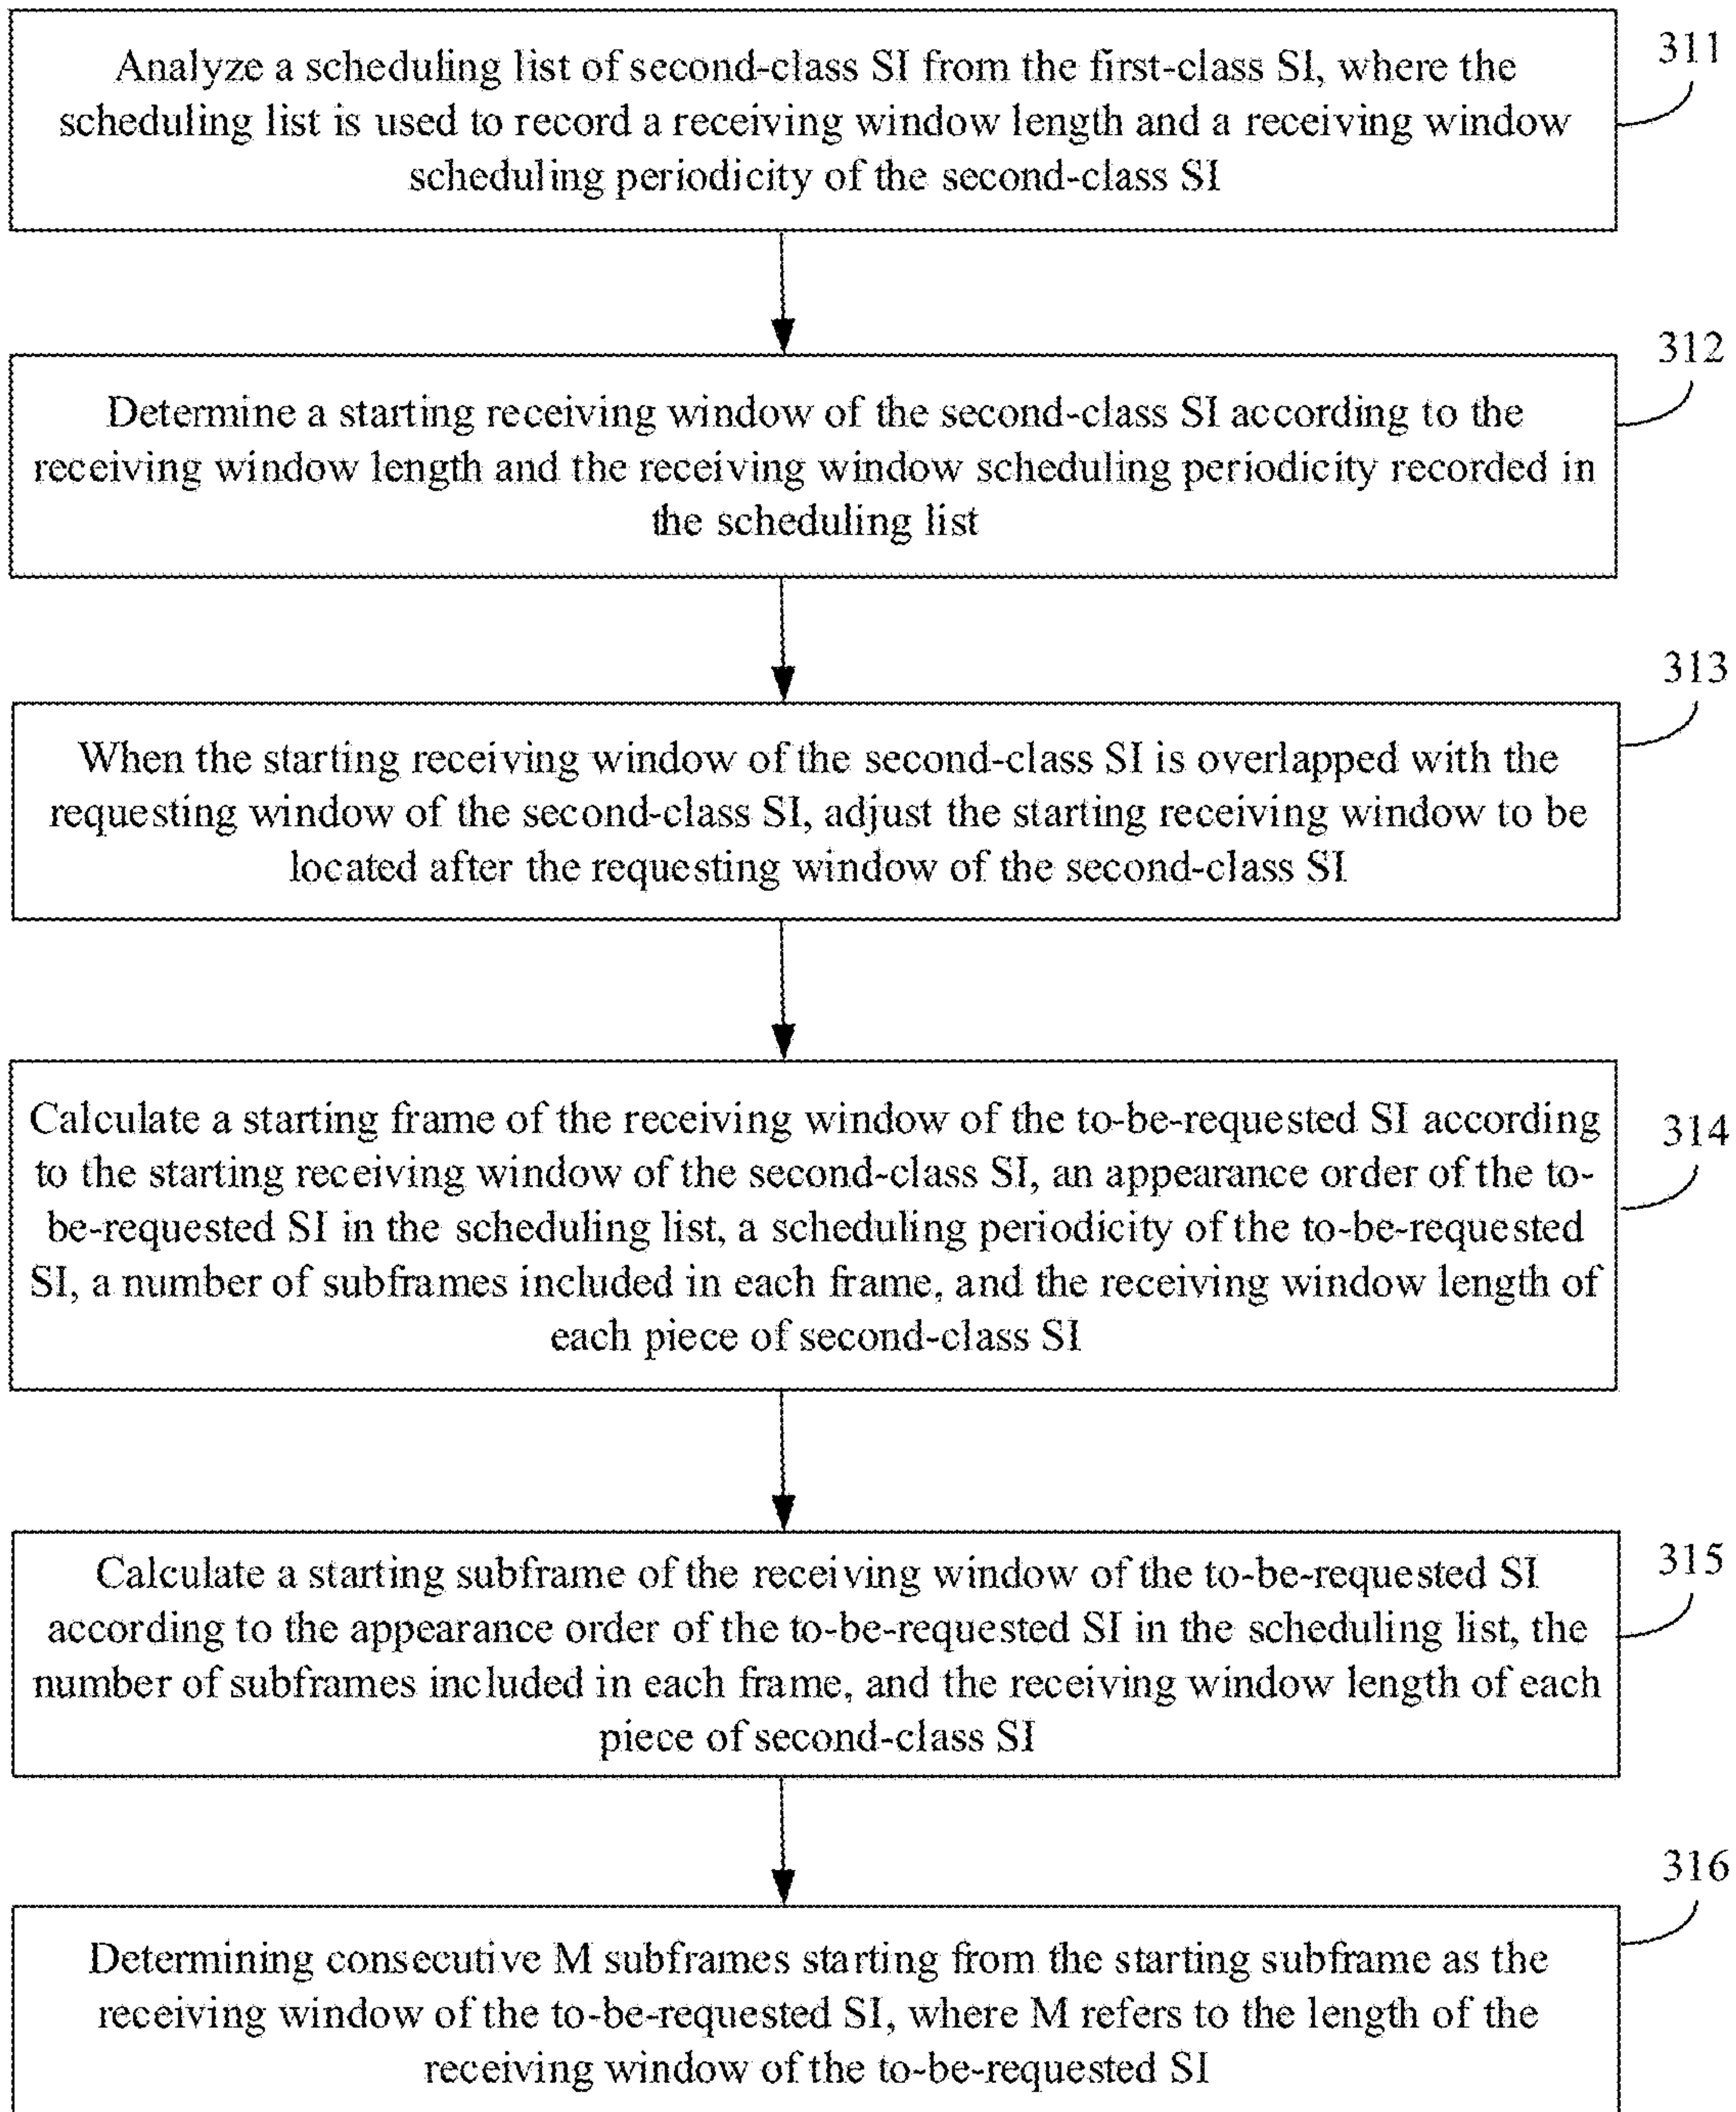 Analyze a scheduling list of second-class SI from the first-class SI, where the
scheduling list is used to record a receiving window length and a receiving window
scheduling periodicity of the second-class SI
311
Determine a starting receiving window of the second-class SI according to the
receiving window length and the receiving window scheduling periodicity recorded in
the scheduling list
312
When the starting receiving window of the second-class SI is overlapped with the
requesting window of the second-class SI, adjust the starting receiving window to be
located after the requesting window of the second-class SI
313
Calculate a starting frame of the receiving window of the to-be-requested SI according
to the starting receiving window of the second-class SI, an appearance order of the to-
be-requested SI in the scheduling list, a scheduling periodicity of the to-be-requested
SI, a number of subframes included in each frame, and the receiving window length of
each piece of second-class SI
314
Calculate a starting subframe of the receiving window of the to-be-requested SI
according to the appearance order of the to-be-requested SI in the scheduling list, the
number of subframes included in each frame, and the receiving window length of each
piece of second-class SI
315
Determining consecutive M subframes starting from the starting subframe as the
receiving window of the to-be-requested SI, where M refers to the length of the
receiving window of the to-be-requested SI
316